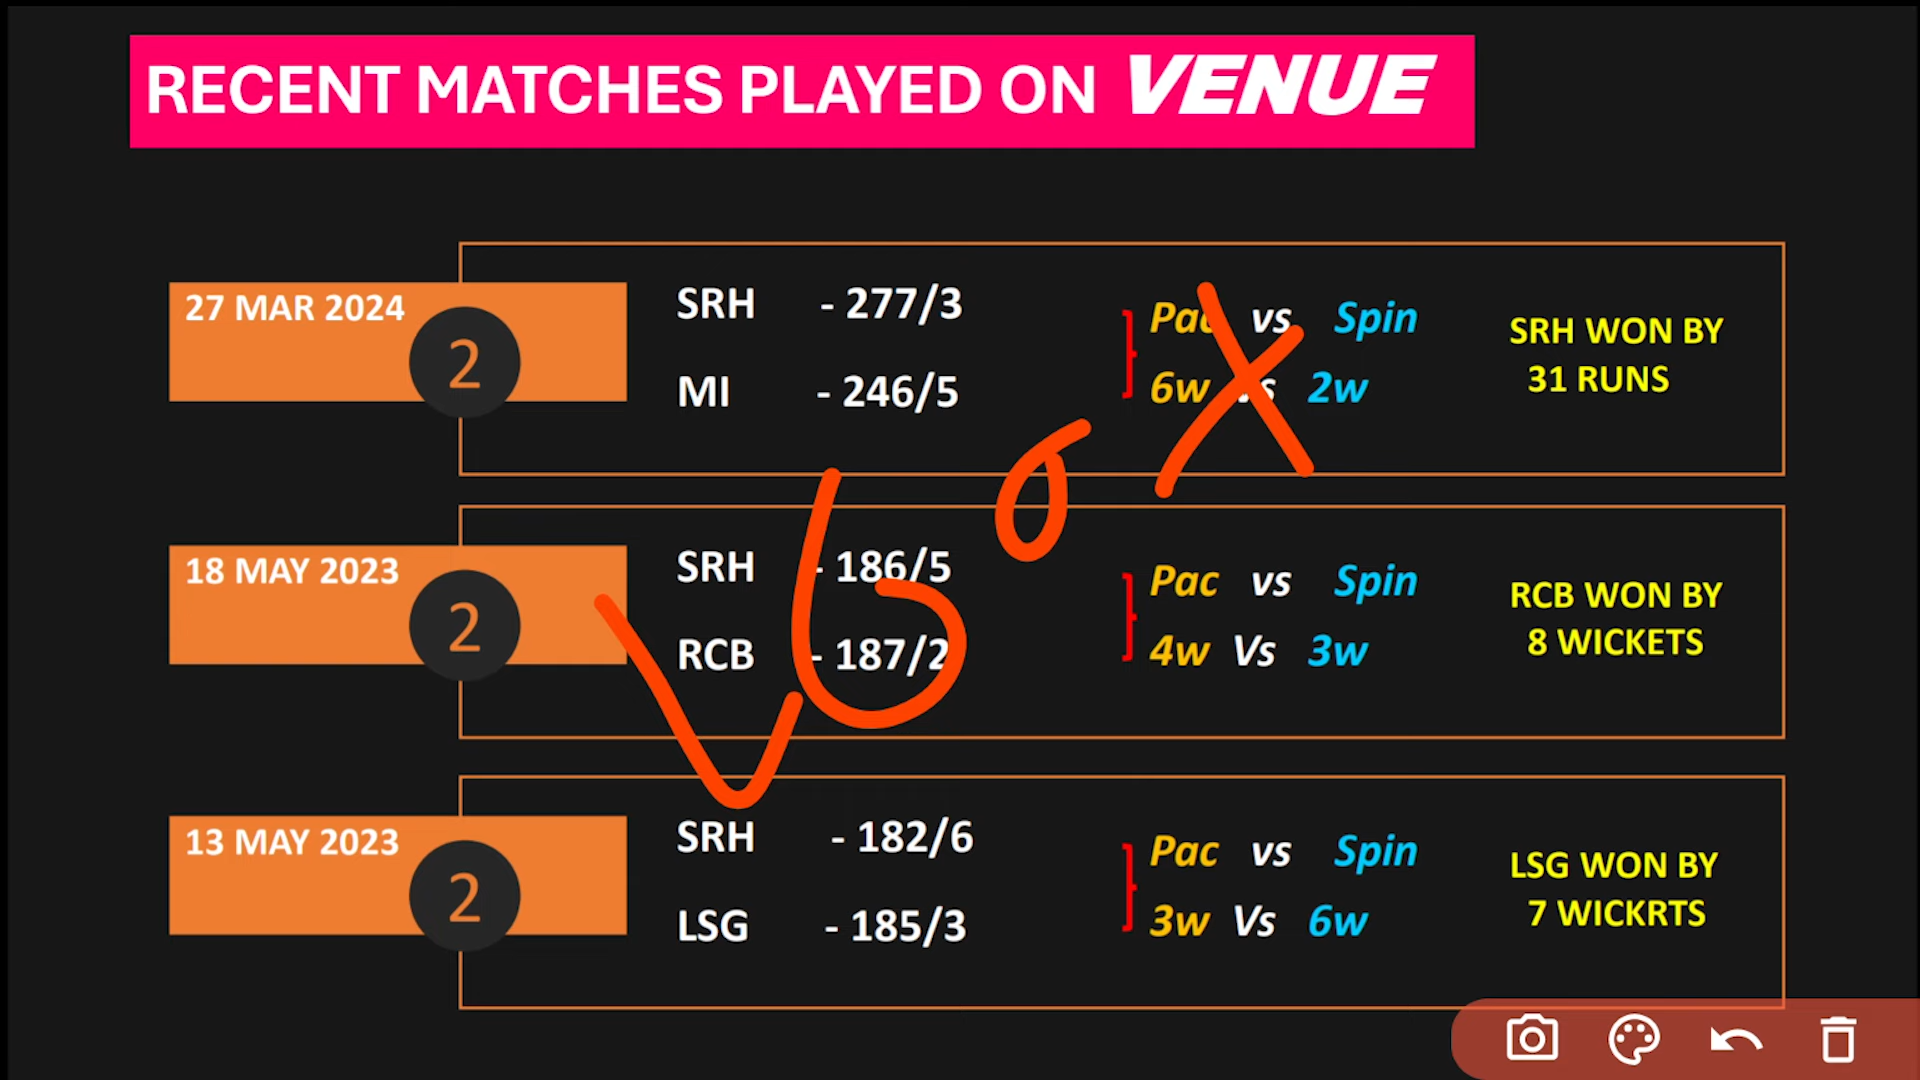 RECENT MATCHES PLAYED ON VENUE
27 MAR 2024
2
SRH - 277/3
MI - 246/5
Pac vs Spin
6w Vs 2w
SRH WON BY
31 RUNS
18 MAY 2023
2
SRH - 186/5
RCB - 187/2
Pac vs Spin
4w Vs 3w
RCB WON BY
8 WICKETS
13 MAY 2023
2
SRH - 182/6
LSG - 185/3
Pac vs Spin
3w Vs 6w
LSG WON BY
7 WICKRTS